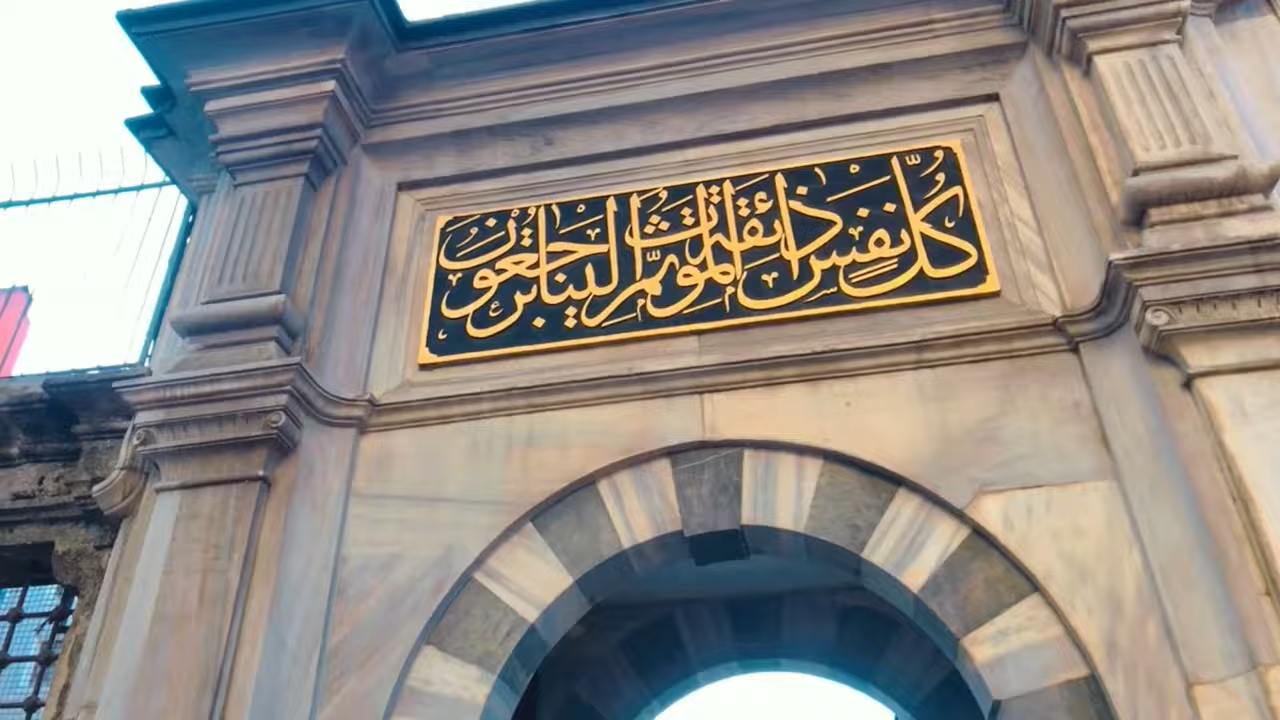 كل نفس ذائقة الموت ثم الينا ترجعون